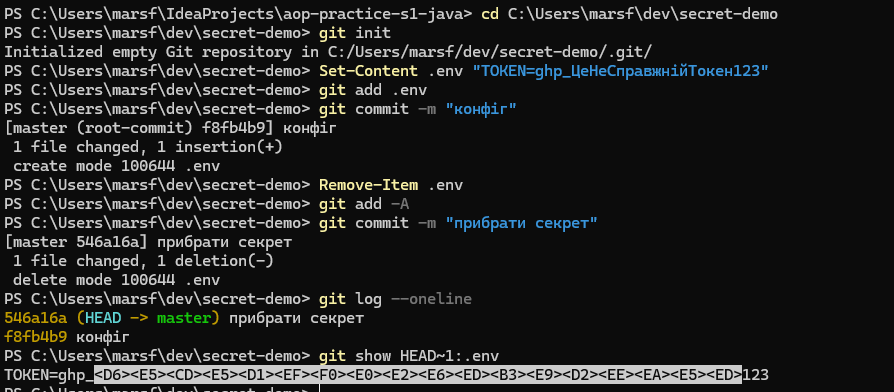 PS C:\Users\marsf\IdeaProjects\aop-practice-s1-java> cd C:\Users\marsf\dev\secret-demo
PS C:\Users\marsf\dev\secret-demo> git init
Initialized empty Git repository in C:/Users/marsf/dev/secret-demo/.git/
PS C:\Users\marsf\dev\secret-demo> Set-Content .env "TOKEN=ghp_ЦеНеСправжнійТокен123"
PS C:\Users\marsf\dev\secret-demo> git add .env
PS C:\Users\marsf\dev\secret-demo> git commit -m "конфіг"
[master (root-commit) f8fb4b9] конфіг
 1 file changed, 1 insertion(+)
 create mode 100644 .env
PS C:\Users\marsf\dev\secret-demo> Remove-Item .env
PS C:\Users\marsf\dev\secret-demo> git add -A
PS C:\Users\marsf\dev\secret-demo> git commit -m "прибрати секрет"
[master 546a16a] прибрати секрет
 1 file changed, 1 deletion(-)
 delete mode 100644 .env
PS C:\Users\marsf\dev\secret-demo> git log --oneline
546a16a (HEAD -> master) прибрати секрет
f8fb4b9 конфіг
PS C:\Users\marsf\dev\secret-demo> git show HEAD~1:.env
TOKEN=ghp_<D6><E5><CD><E5><D1><EF><F0><E0><E2><E6><ED><B3><E9><D2><EE><EA><E5><ED>123
PS C:\Users\marsf\dev\secret-demo>